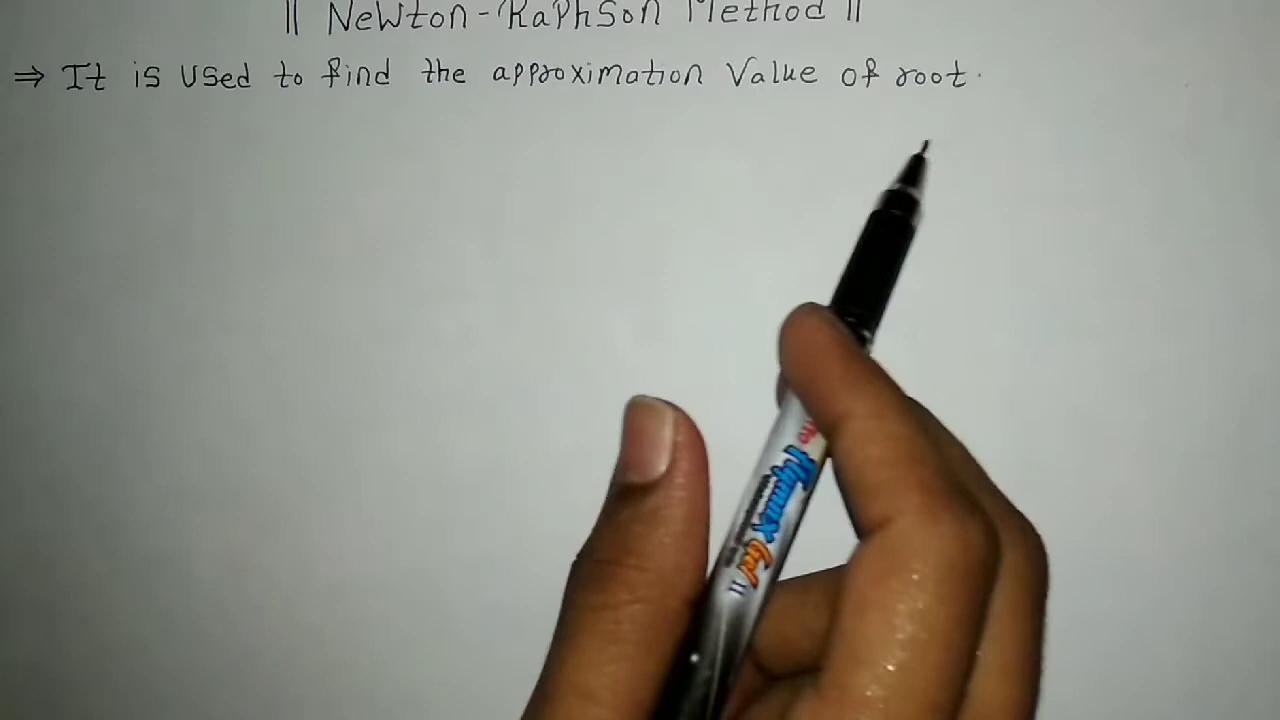 || Newton-Raphson Method ||
⇒ It is used to find the approximation value of root.